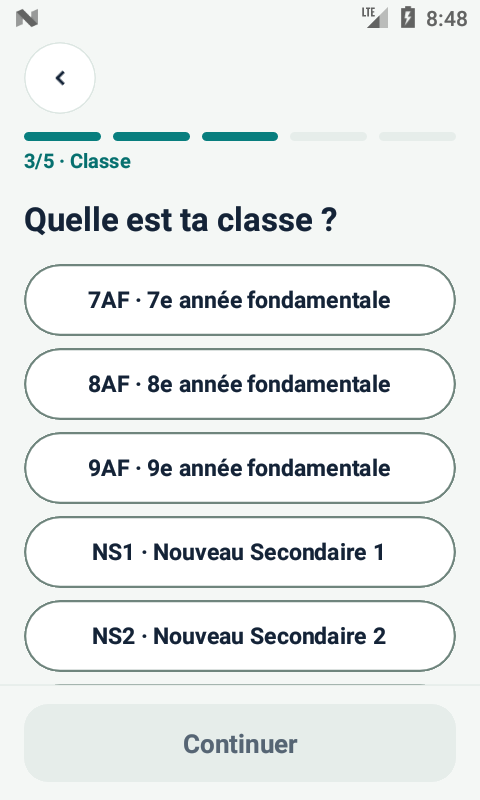 LTE 8:48
3/5 · Classe
Quelle est ta classe ?
7AF · 7e année fondamentale
8AF · 8e année fondamentale
9AF · 9e année fondamentale
NS1 · Nouveau Secondaire 1
NS2 · Nouveau Secondaire 2
Continuer